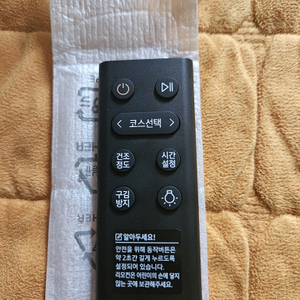 < 코스선택 >
건조 시간
정도 설정
구김
방지
알아두세요!
안전을 위해 동작버튼은
약 2초간 길게 누르도록
설정되어 있습니다.
리모컨은 어린이의 손에 닿지
않는 곳에 보관해주세요.